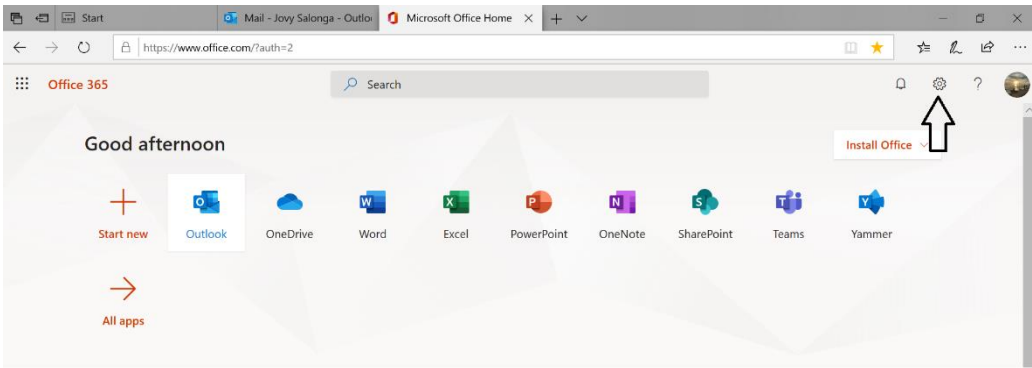 Start
Mail - Jovy Salonga - Outlo
Microsoft Office Home
https://www.office.com/?auth=2
Office 365
Search
?
Good afternoon
Install Office
Start new
Outlook
OneDrive
Word
Excel
PowerPoint
OneNote
SharePoint
Teams
Yammer
All apps